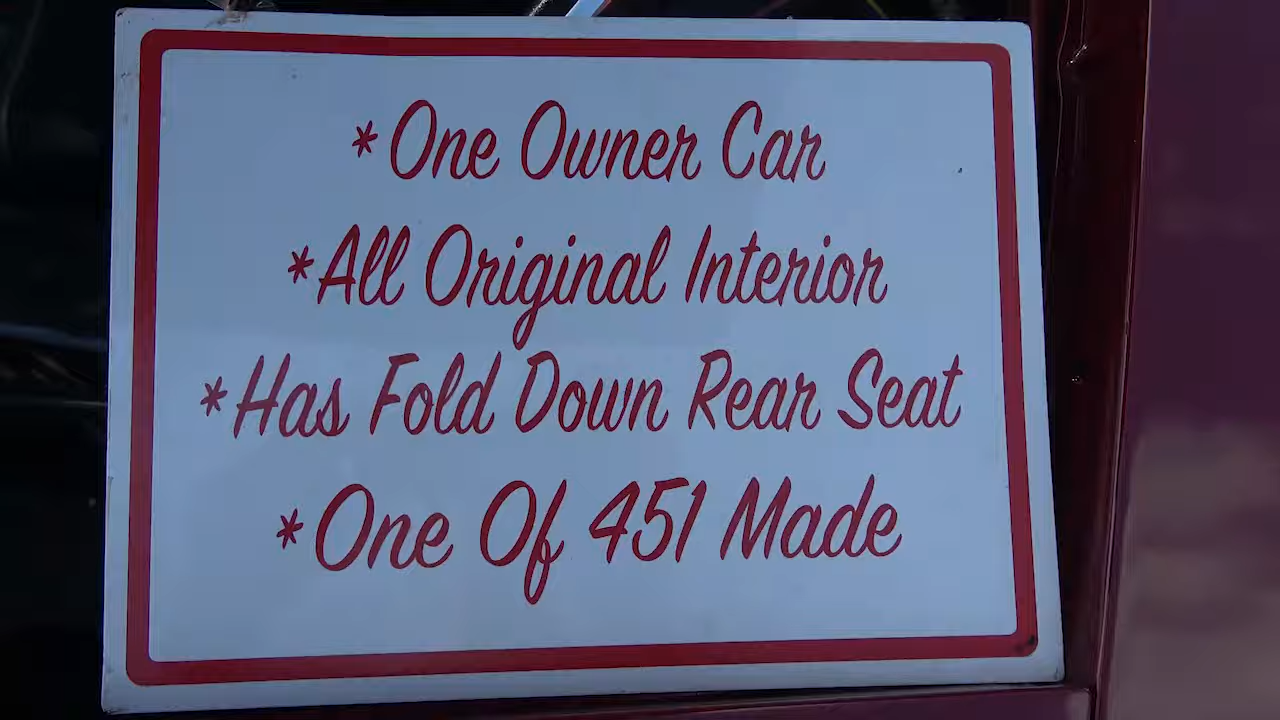 *One Owner Car
*All Original Interior
*Has Fold Down Rear Seat
*One Of 451 Made